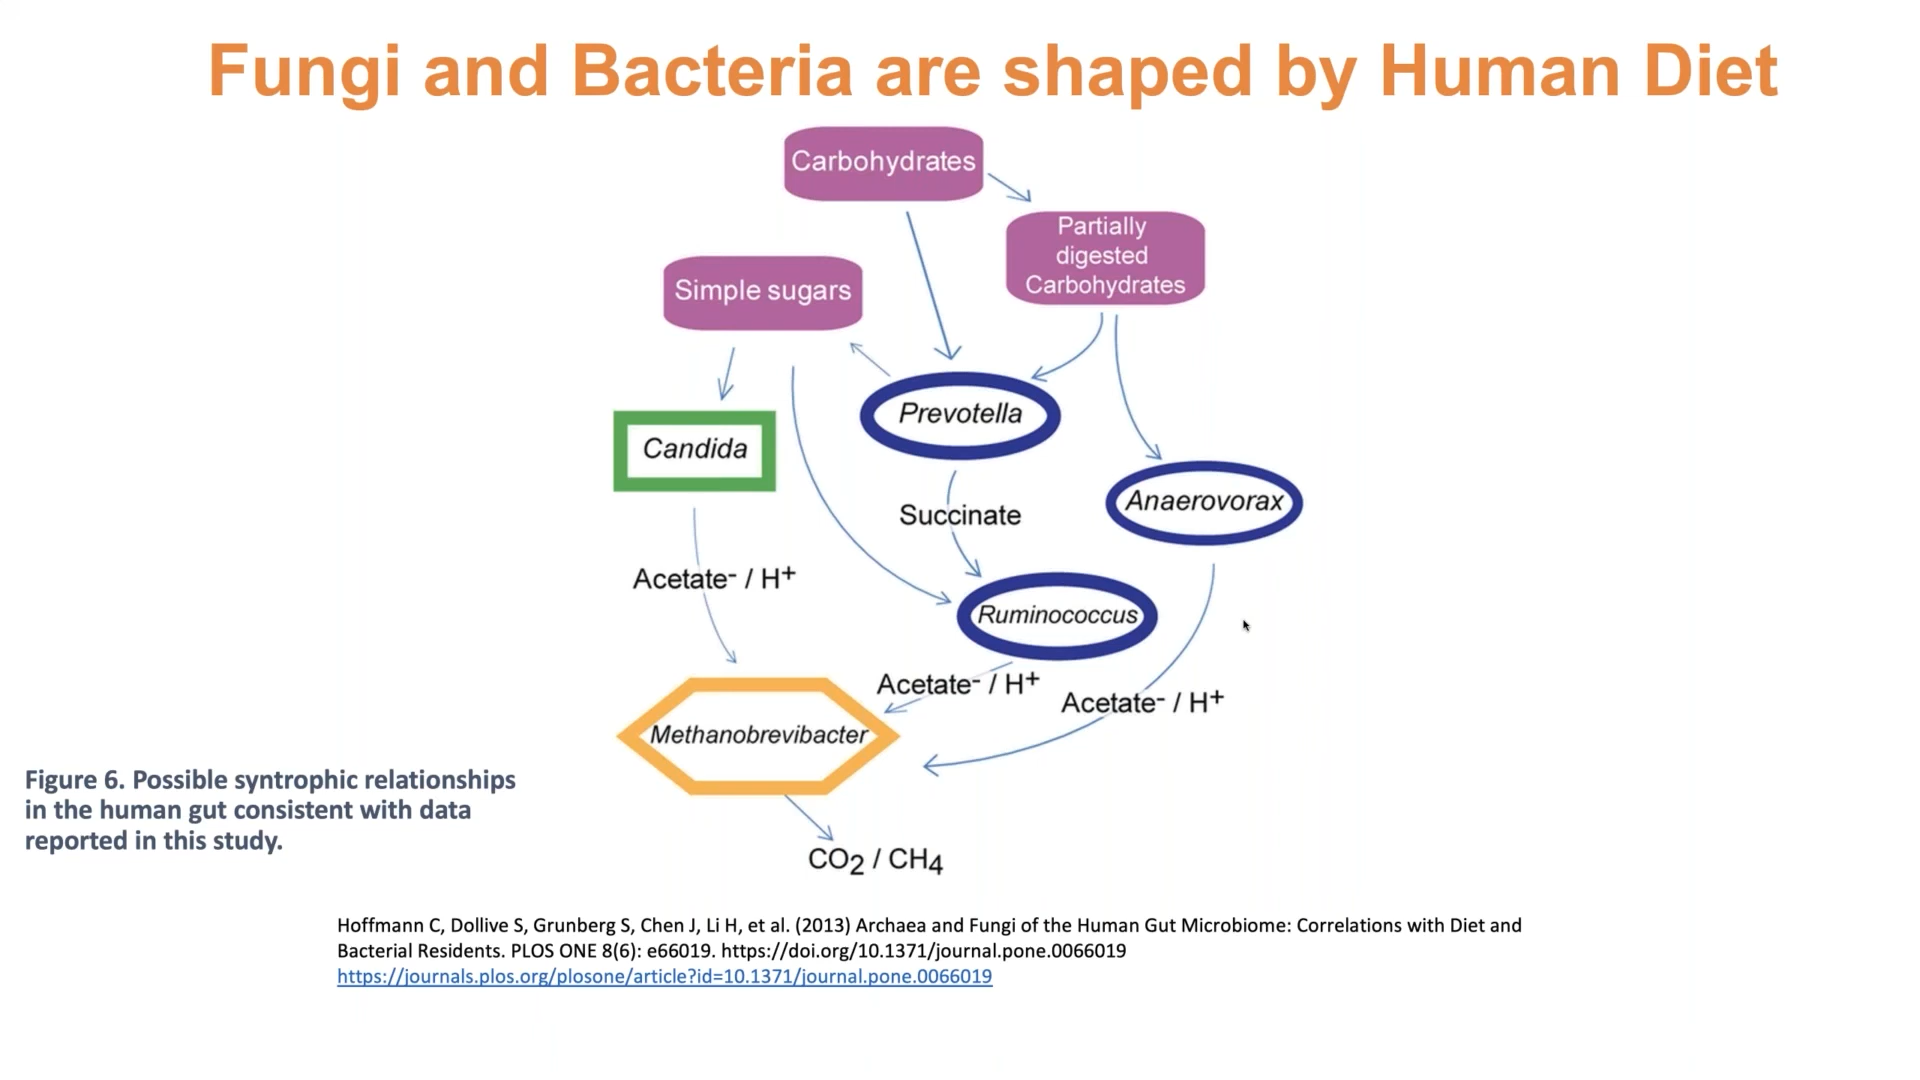 Fungi and Bacteria are shaped by Human Diet
Carbohydrates
Partially
digested
Carbohydrates
Simple sugars
Prevotella
Candida
Anaerovorax
Succinate
Acetate⁻ / H⁺
Ruminococcus
Acetate⁻ / H⁺
Acetate⁻ / H⁺
Methanobrevibacter
CO₂ / CH₄
Figure 6. Possible syntrophic relationships
in the human gut consistent with data
reported in this study.
Hoffmann C, Dollive S, Grunberg S, Chen J, Li H, et al. (2013) Archaea and Fungi of the Human Gut Microbiome: Correlations with Diet and
Bacterial Residents. PLOS ONE 8(6): e66019. https://doi.org/10.1371/journal.pone.0066019
https://journals.plos.org/plosone/article?id=10.1371/journal.pone.0066019